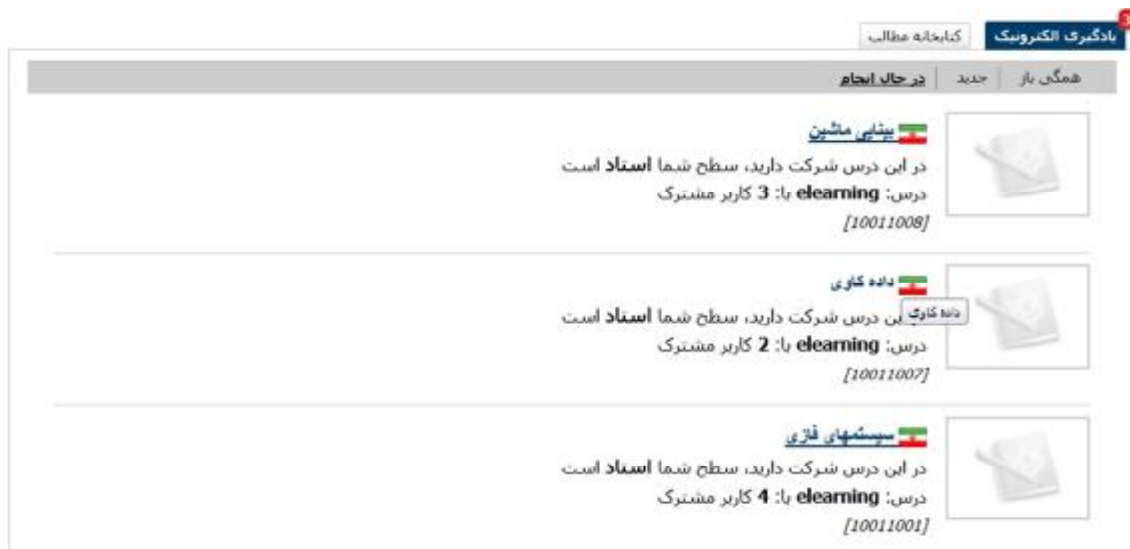 3
یادگیری الکترونیک کتابخانه مطالب
همگی باز جدید در حال انجام
بینایی ماشین
در این درس شرکت دارید، سطح شما استاد است
درس: elearning با: 3 کاربر مشترک
[10011008]
داده کاوی
داده کاوی این درس شرکت دارید، سطح شما استاد است
درس: elearning با: 2 کاربر مشترک
[10011007]
سیستمهای فازی
در این درس شرکت دارید، سطح شما استاد است
درس: elearning با: 4 کاربر مشترک
[10011001]